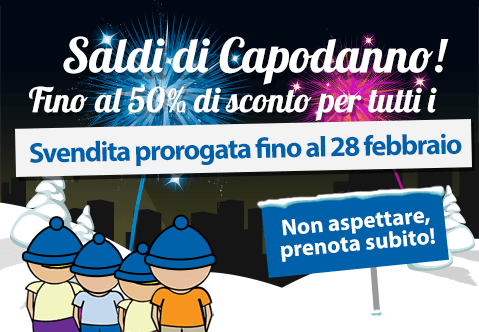 Saldi di Capodanno!
Fino al 50% di sconto per tutti i
Svendita prorogata fino al 28 febbraio
Non aspettare,
prenota subito!